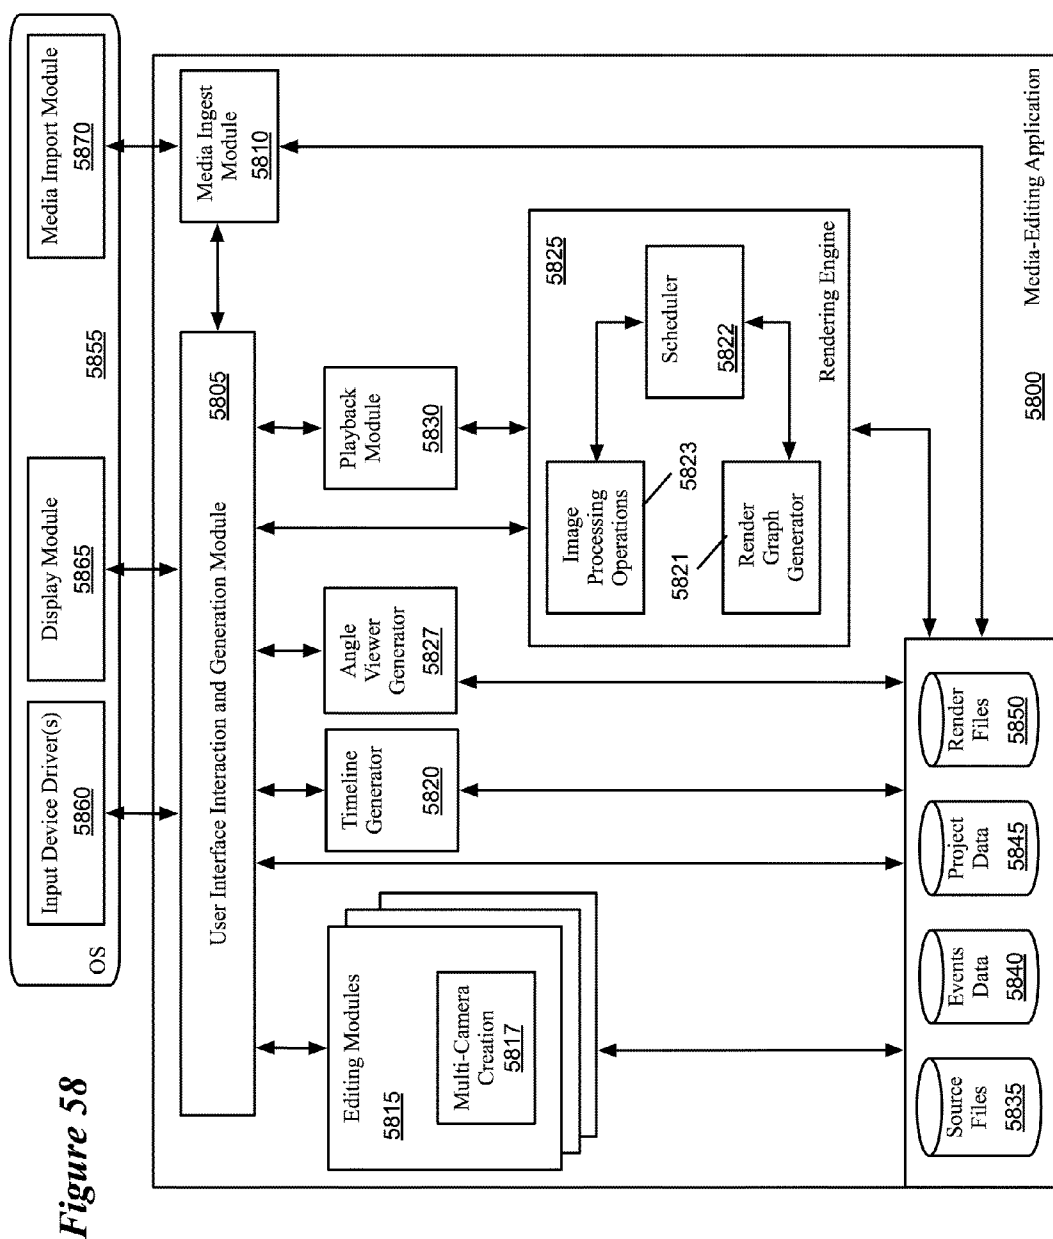 Figure 58
OS
Input Device Driver(s)
5860
Display Module
5865
5855
Media Import Module
5870
User Interface Interaction and Generation Module
5805
Media Ingest
Module
5810
Editing Modules
5815
Multi-Camera
Creation
5817
Timeline
Generator
5820
Angle
Viewer
Generator
5827
Playback
Module
5830
5825
Image
Processing
Operations
5823
Scheduler
5822
5821
Render
Graph
Generator
Rendering Engine
Source
Files
5835
Events
Data
5840
Project
Data
5845
Render
Files
5850
5800
Media-Editing Application